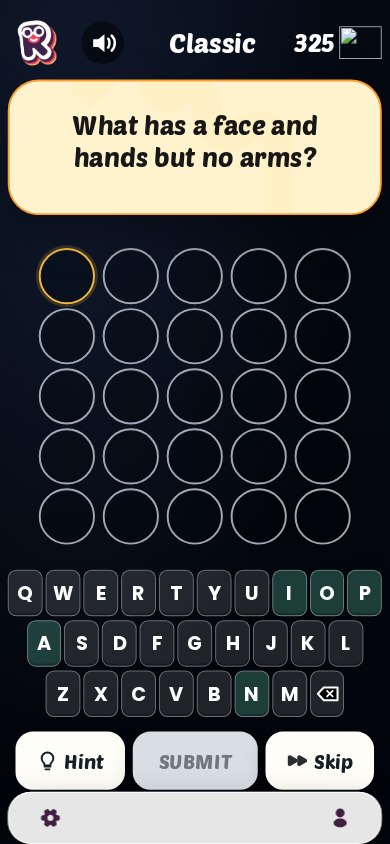 Classic
325
What has a face and
hands but no arms?
Q W E R T Y U I O P
A S D F G H J K L
Z X C V B N M
Hint
SUBMIT
Skip